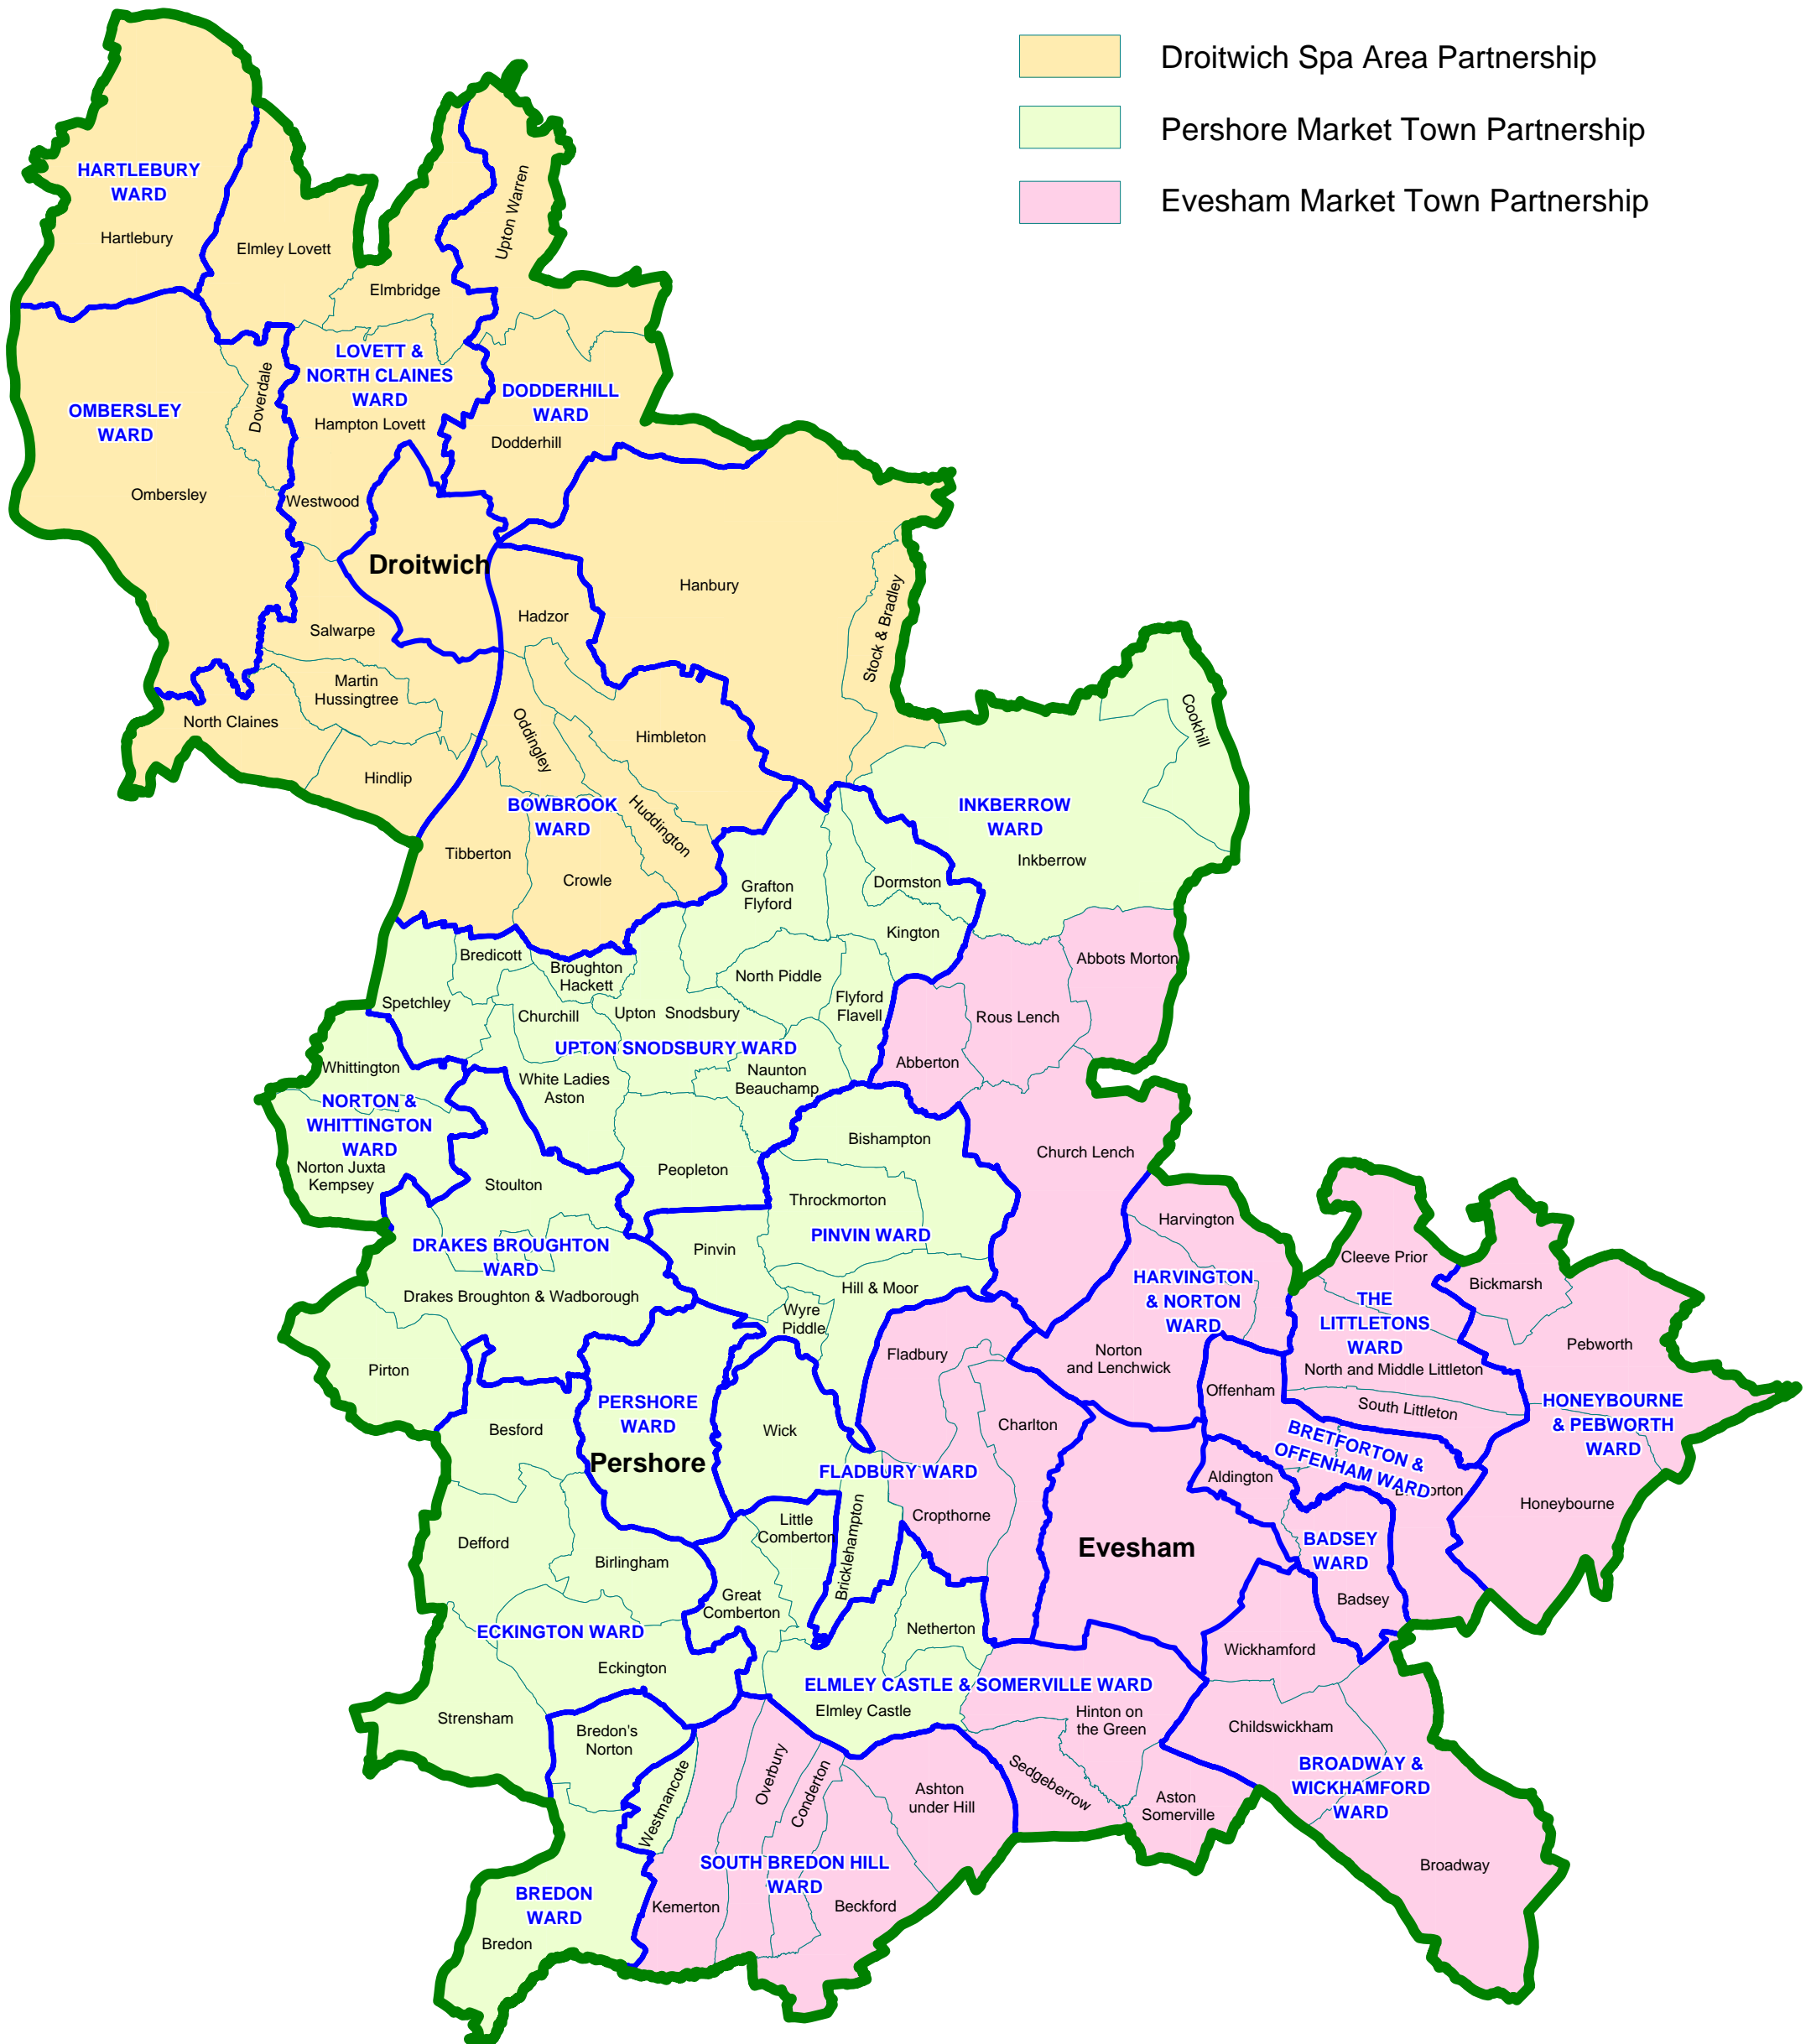 Droitwich Spa Area Partnership
Pershore Market Town Partnership
Evesham Market Town Partnership
HARTLEBURY
WARD
Hartlebury
Elmley Lovett
Upton Warren
Elmbridge
LOVETT &
NORTH CLAINES
WARD
Hampton Lovett
Doverdale
DODDERHILL
WARD
Dodderhill
OMBERSLEY
WARD
Ombersley
Westwood
Droitwich
Hanbury
Stock & Bradley
Hadzor
Salwarpe
Martin
Hussingtree
North Claines
Hindlip
Oddingley
Himbleton
Huddington
BOWBROOK
WARD
Tibberton
Crowle
Cookhill
INKBERROW
WARD
Inkberrow
Grafton
Flyford
Dormston
Kington
Abbots Morton
Bredicott
Broughton
Hackett
North Piddle
Spetchley
Churchill
Upton Snodsbury
Flyford
Flavell
Rous Lench
UPTON SNODSBURY WARD
Abberton
Whittington
White Ladies
Aston
Naunton
Beauchamp
NORTON &
WHITTINGTON
WARD
Norton Juxta
Kempsey
Bishampton
Church Lench
Stoulton
Peopleton
Throckmorton
PINVIN WARD
Pinvin
Harvington
DRAKES BROUGHTON
WARD
Drakes Broughton & Wadborough
Hill & Moor
Wyre
Piddle
HARVINGTON
& NORTON
WARD
Cleeve Prior
Bickmarsh
THE
LITTLETONS
WARD
Pebworth
Pirton
Fladbury
Norton
and Lenchwick
North and Middle Littleton
Offenham
South Littleton
HONEYBOURNE
& PEBWORTH
WARD
PERSHORE
WARD
Besford
Wick
Charlton
Pershore
FLADBURY WARD
BRETFORTON &
OFFENHAM WARD
Aldington
Honeybourne
Cropthorne
Little
Comberton
Bricklehampton
Defford
Birlingham
Evesham
BADSEY
WARD
Badsey
Great
Comberton
ECKINGTON WARD
Netherton
Wickhamford
Eckington
ELMLEY CASTLE & SOMERVILLE WARD
Elmley Castle
Hinton on
the Green
Childswickham
Strensham
Bredon's
Norton
Westmancote
Overbury
Conderton
Ashton
under Hill
Sedgeberrow
Aston
Somerville
BROADWAY &
WICKHAMFORD
WARD
Broadway
SOUTH BREDON HILL
WARD
Kemerton
Beckford
BREDON
WARD
Bredon